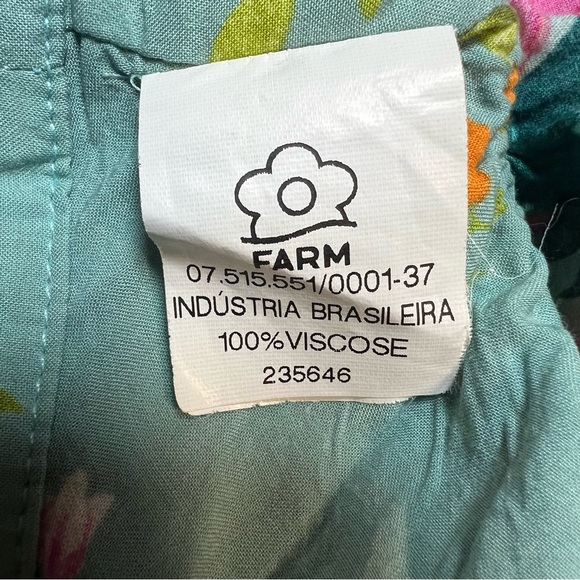 FARM
07.515.551/0001-37
INDÚSTRIA BRASILEIRA
100%VISCOSE
235646